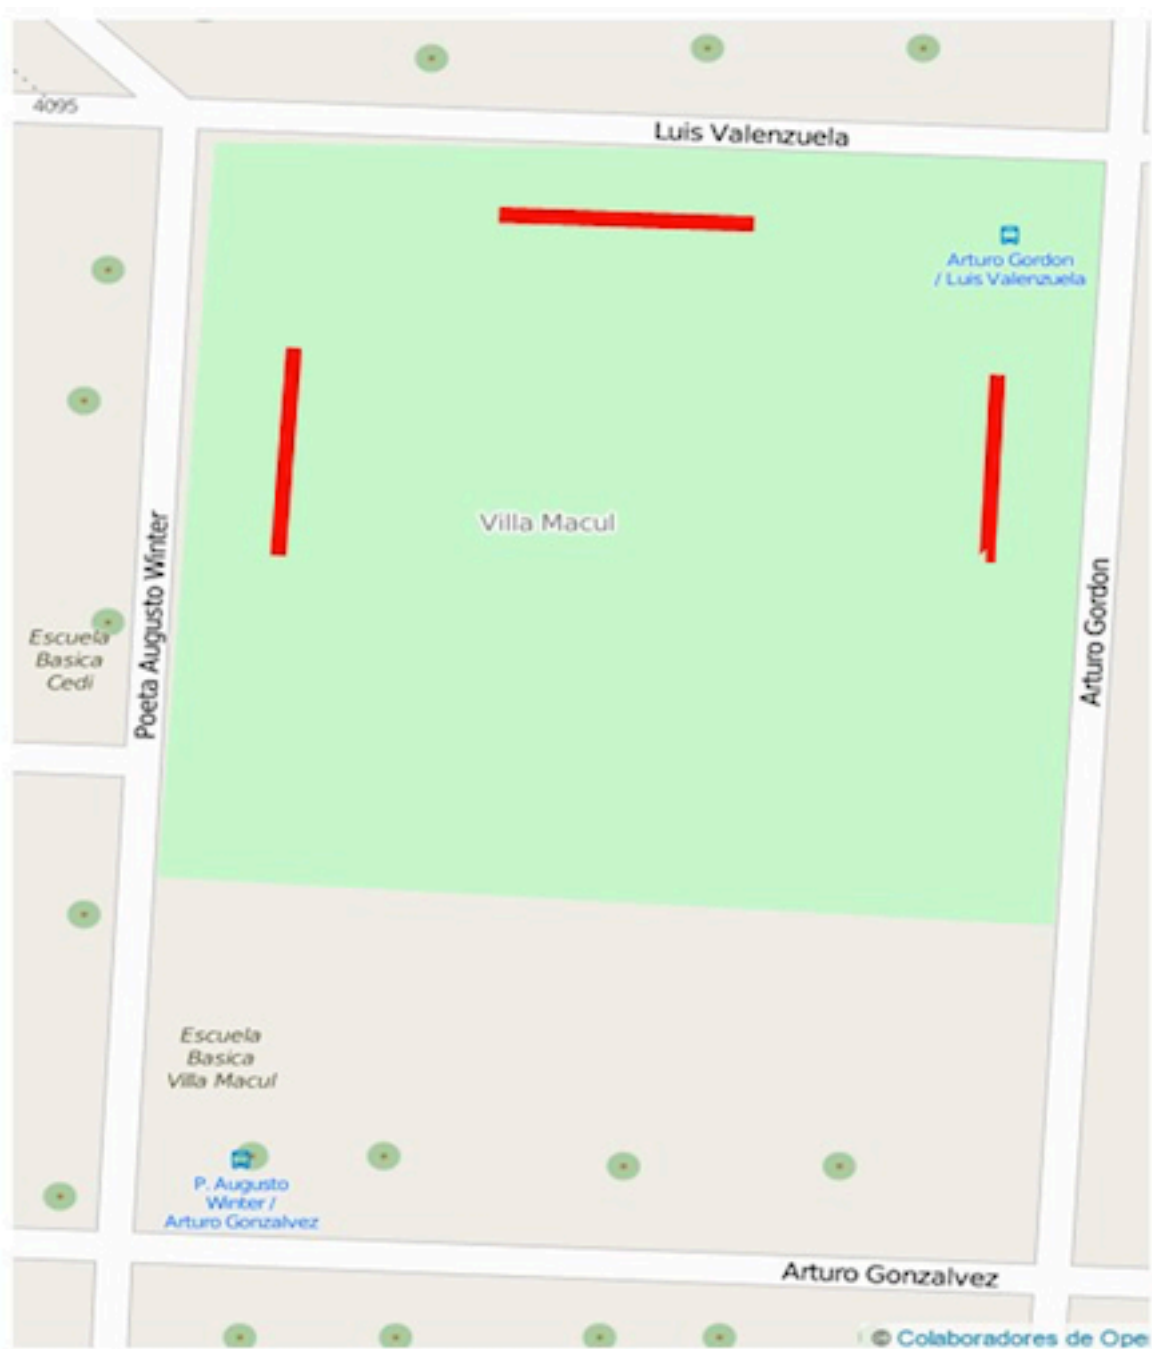 4095
Luis Valenzuela
Arturo Gordon
/ Luis Valenzuela
Villa Macul
Poeta Augusto Winter
Arturo Gordon
Escuela
Basica
Cedi
Escuela
Basica
Villa Macul
P. Augusto
Winter /
Arturo Gonzalvez
Arturo Gonzalvez
© Colaboradores de Ope